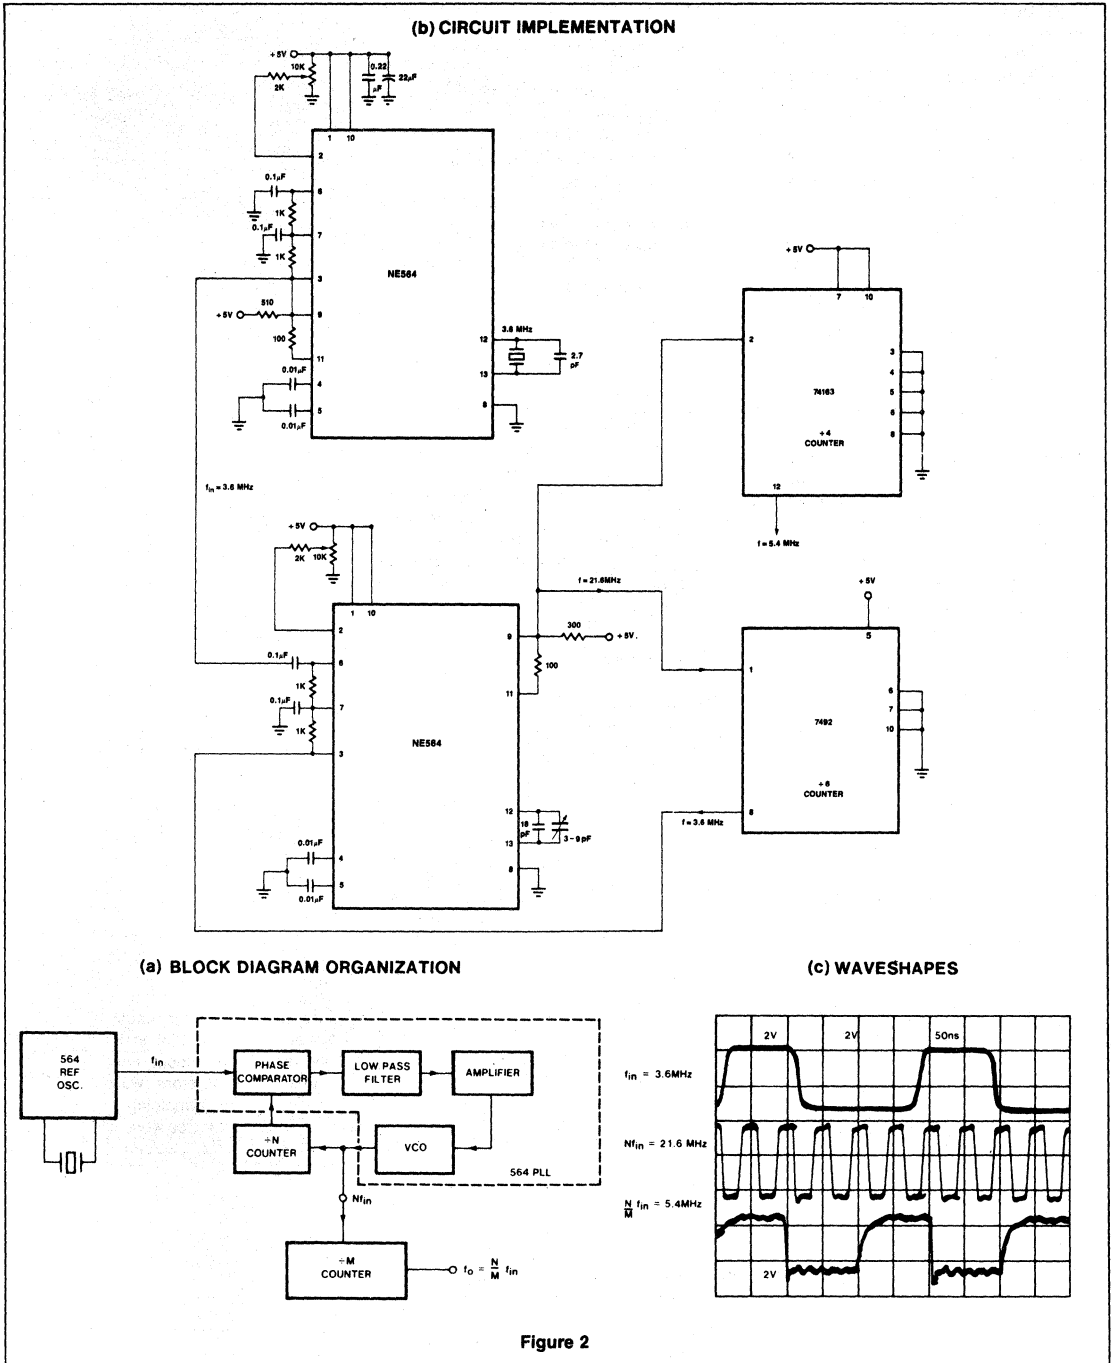 (b) CIRCUIT IMPLEMENTATION
+5V
10K
2K
0.22
µF
22µF
1 10
2
0.1µF
6
1K
0.1µF
7
1K
NE564
3
510
+5V
9
100
11
0.01µF
4
5
0.01µF
12
3.6 MHz
13
2.7
pF
8
fin = 3.6 MHz
+5V
7 10
2
3
4
5
6
8
74163
÷4
COUNTER
12
f = 5.4 MHz
+5V
2K 10K
1 10
2
0.1µF
6
1K
0.1µF
7
1K
NE564
3
9
300
+5V.
100
11
f = 21.6MHz
12
18
pF
3-9pF
13
8
0.01µF
4
5
0.01µF
+5V
5
1
6
7
10
7492
÷6
COUNTER
8
f = 3.6 MHz
(a) BLOCK DIAGRAM ORGANIZATION
564
REF
OSC.
fin
PHASE
COMPARATOR
LOW PASS
FILTER
AMPLIFIER
÷N
COUNTER
VCO
564 PLL
Nfin
÷M
COUNTER
fo = N/M fin
(c) WAVESHAPES
2V 2V 50ns
fin = 3.6MHz
Nfin = 21.6 MHz
N/M fin = 5.4MHz
2V
Figure 2